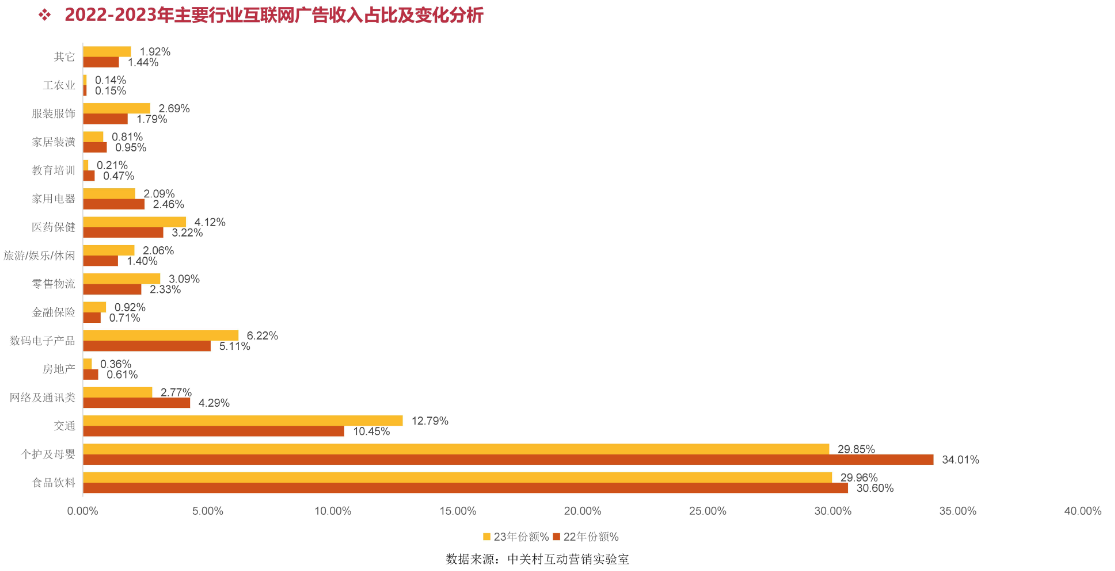 ❖ 2022-2023年主要行业互联网广告收入占比及变化分析
其它 1.92% 1.44%
工农业 0.14% 0.15%
服装服饰 2.69% 1.79%
家居装潢 0.81% 0.95%
教育培训 0.21% 0.47%
家用电器 2.09% 2.46%
医药保健 4.12% 3.22%
旅游/娱乐/休闲 2.06% 1.40%
零售物流 3.09% 2.33%
金融保险 0.92% 0.71%
数码电子产品 6.22% 5.11%
房地产 0.36% 0.61%
网络及通讯类 2.77% 4.29%
交通 12.79% 10.45%
个护及母婴 29.85% 34.01%
食品饮料 29.96% 30.60%
0.00% 5.00% 10.00% 15.00% 20.00% 25.00% 30.00% 35.00% 40.00%
23年份额% 22年份额%
数据来源：中关村互动营销实验室